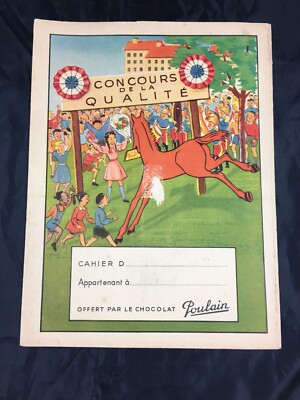 CONCOURS
DE LA
QUALITÉ
CAHIER D
Appartenant à
OFFERT PAR LE CHOCOLAT Poulain